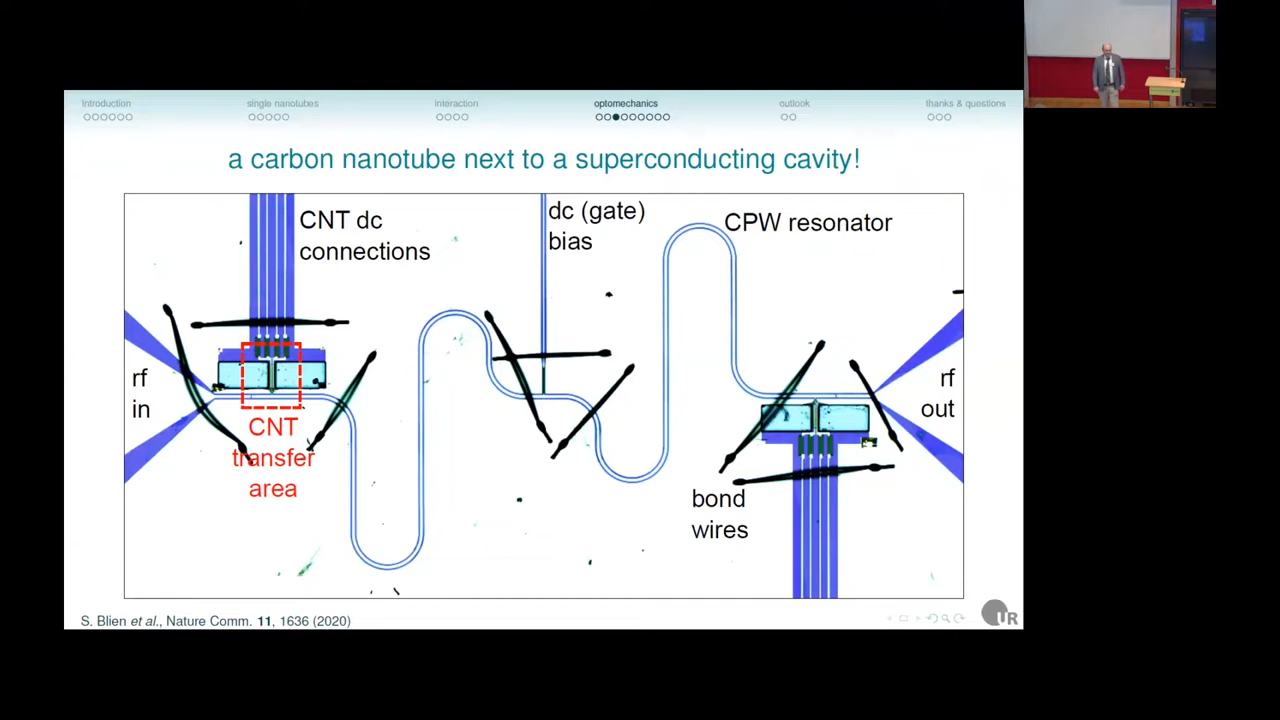 introduction
single nanotubes
interaction
optomechanics
outlook
thanks & questions
a carbon nanotube next to a superconducting cavity!
CNT dc
connections
dc (gate)
bias
CPW resonator
rf
in
rf
out
CNT
transfer
area
bond
wires
S. Blien et al., Nature Comm. 11, 1636 (2020)
UR